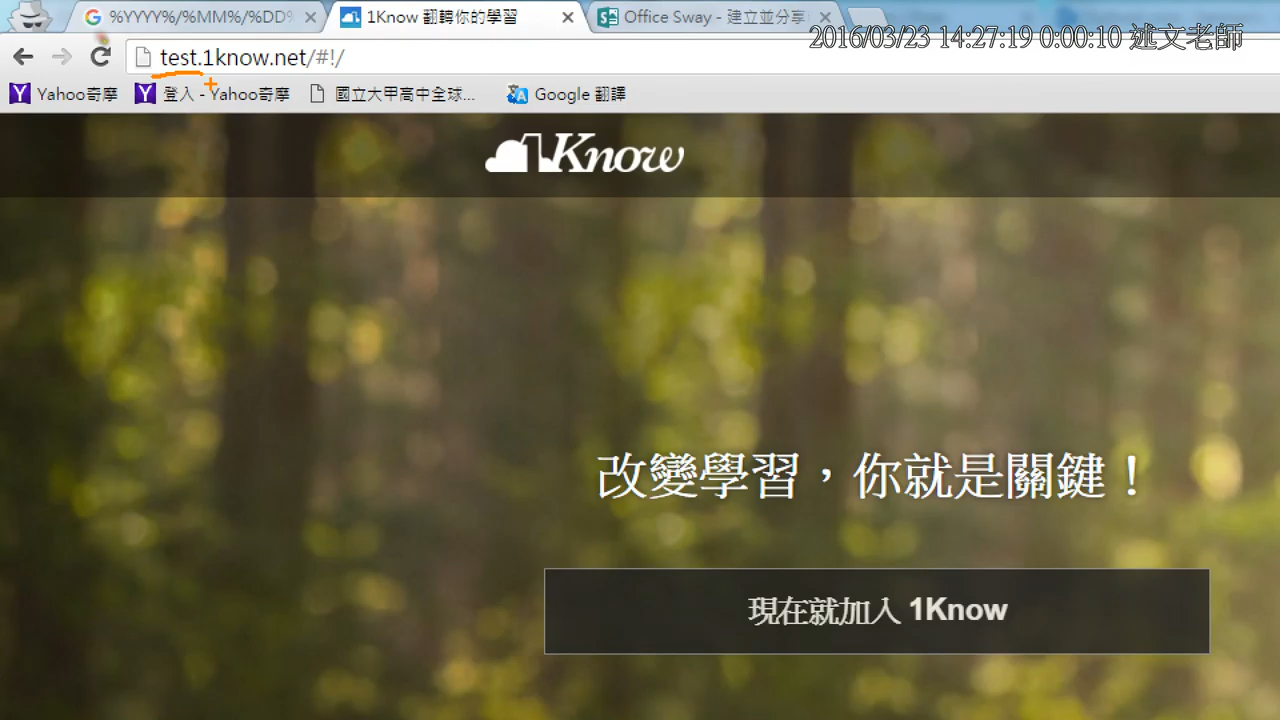 %YYYY%/%MM%/%DD%
1Know 翻轉你的學習
Office Sway - 建立並分享
2016/03/23 14:27:19 0:00:10 述文老師
test.1know.net/#!/
Yahoo奇摩
登入 - Yahoo奇摩
國立大甲高中全球...
Google 翻譯
1Know
改變學習，你就是關鍵！
現在就加入 1Know